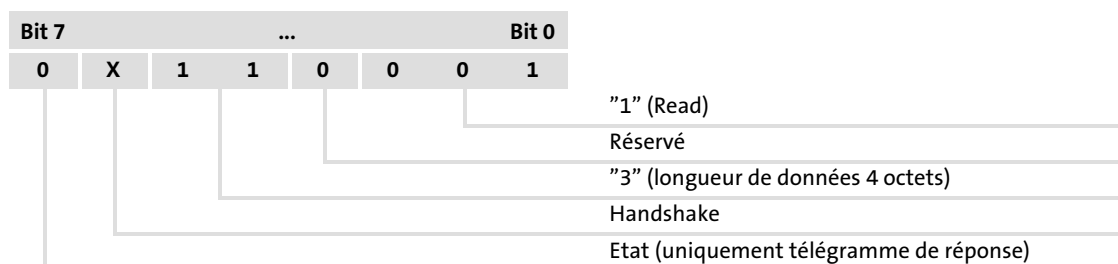 Bit 7 ... Bit 0
0 X 1 1 0 0 0 1
”1” (Read)
Réservé
”3” (longueur de données 4 octets)
Handshake
Etat (uniquement télégramme de réponse)